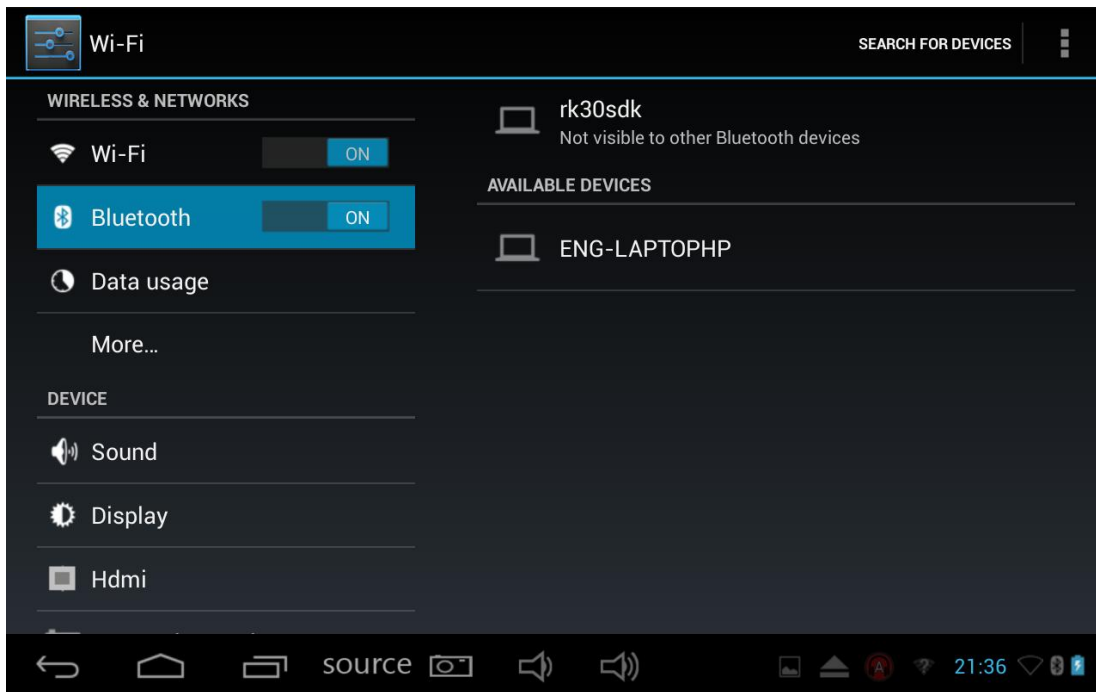 Wi-Fi
SEARCH FOR DEVICES
WIRELESS & NETWORKS
Wi-Fi ON
Bluetooth ON
Data usage
More...
DEVICE
Sound
Display
Hdmi
rk30sdk
Not visible to other Bluetooth devices
AVAILABLE DEVICES
ENG-LAPTOPHP
source
21:36